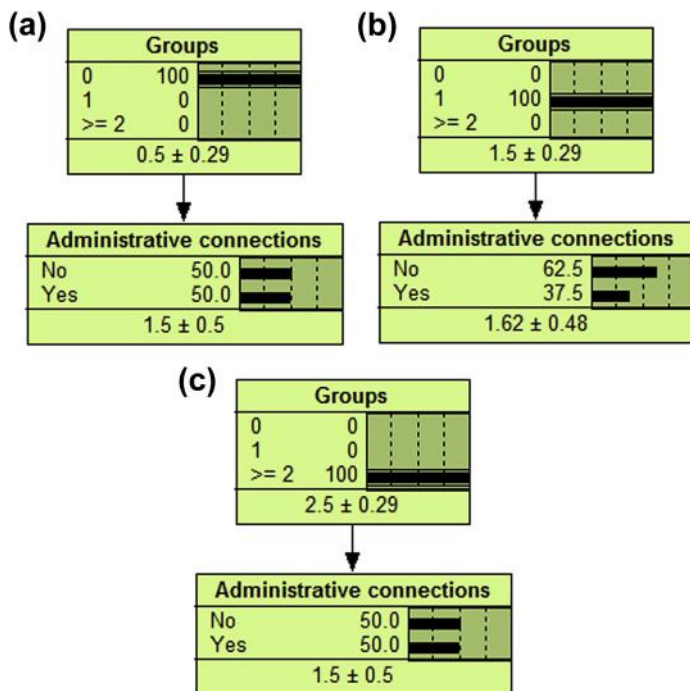 (a)
Groups
0 100
1 0
>= 2 0
0.5 ± 0.29
Administrative connections
No 50.0
Yes 50.0
1.5 ± 0.5
(b)
Groups
0 0
1 100
>= 2 0
1.5 ± 0.29
Administrative connections
No 62.5
Yes 37.5
1.62 ± 0.48
(c)
Groups
0 0
1 0
>= 2 100
2.5 ± 0.29
Administrative connections
No 50.0
Yes 50.0
1.5 ± 0.5